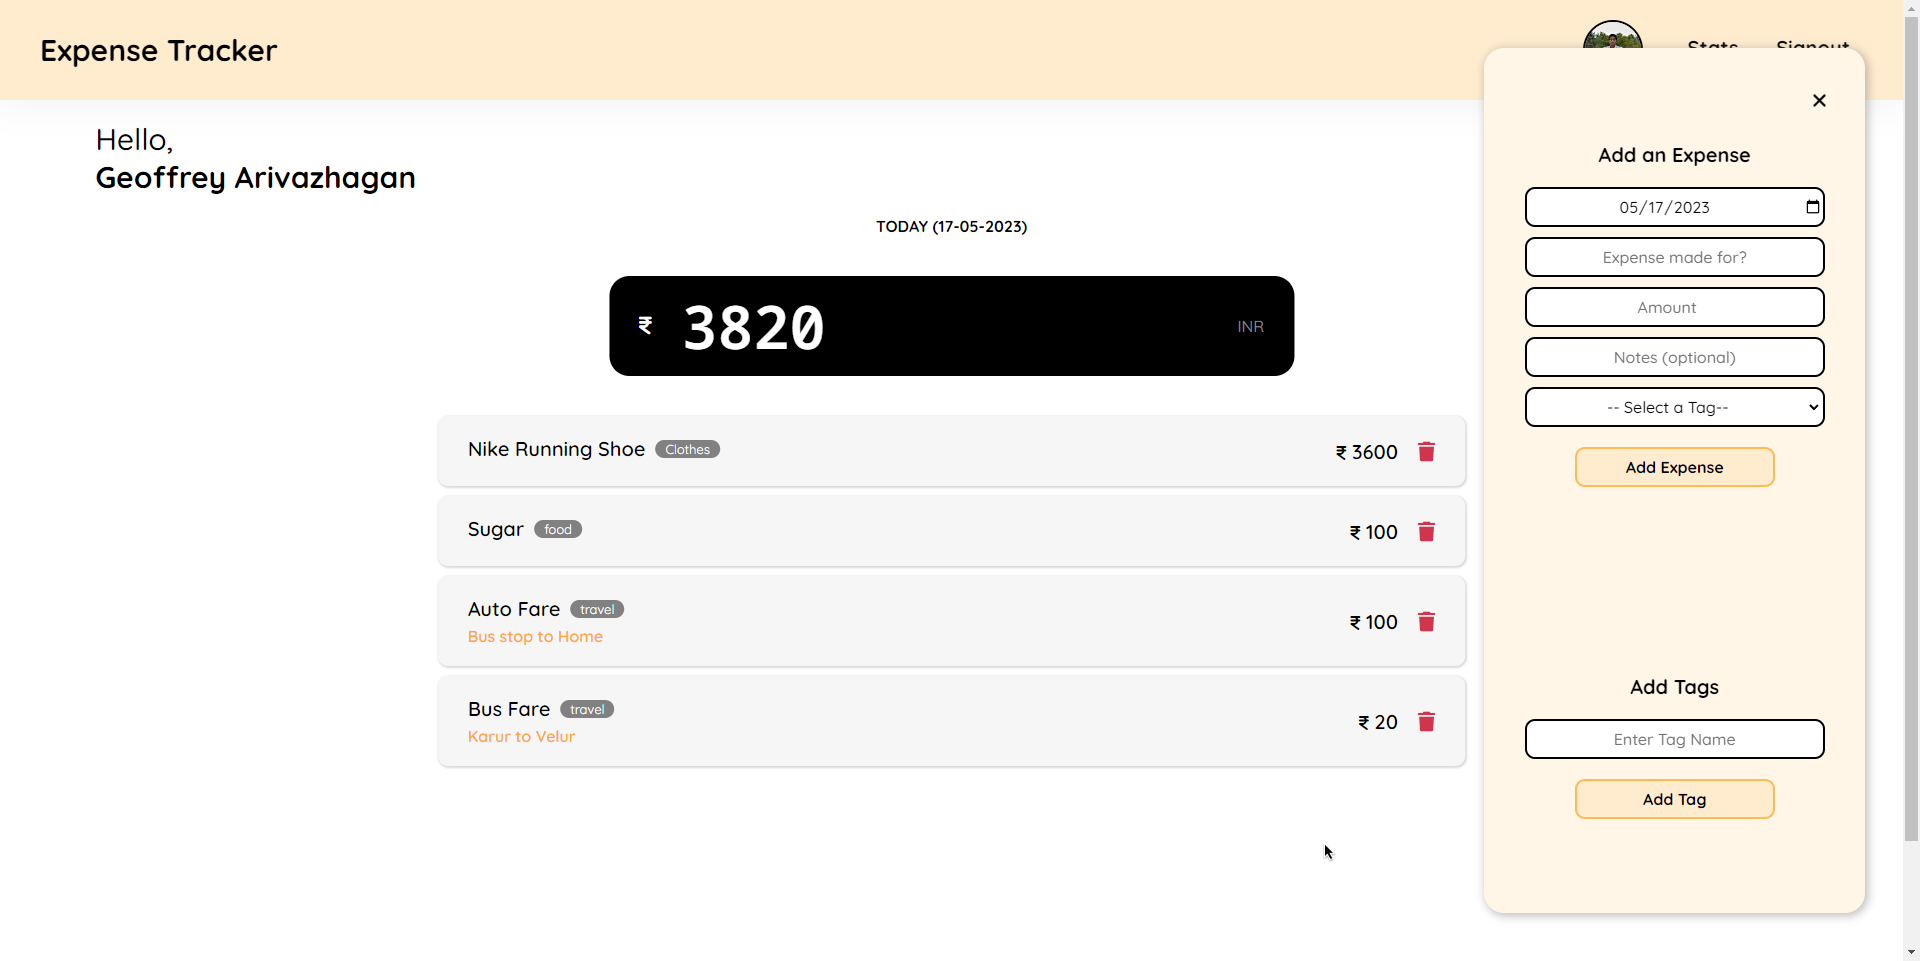 Expense Tracker
Stats
Signout
Hello,
Geoffrey Arivazhagan
TODAY (17-05-2023)
₹ 3820 INR
Nike Running Shoe Clothes ₹ 3600
Sugar food ₹ 100
Auto Fare travel ₹ 100
Bus stop to Home
Bus Fare travel ₹ 20
Karur to Velur
Add an Expense
05/17/2023
Expense made for?
Amount
Notes (optional)
-- Select a Tag--
Add Expense
Add Tags
Enter Tag Name
Add Tag